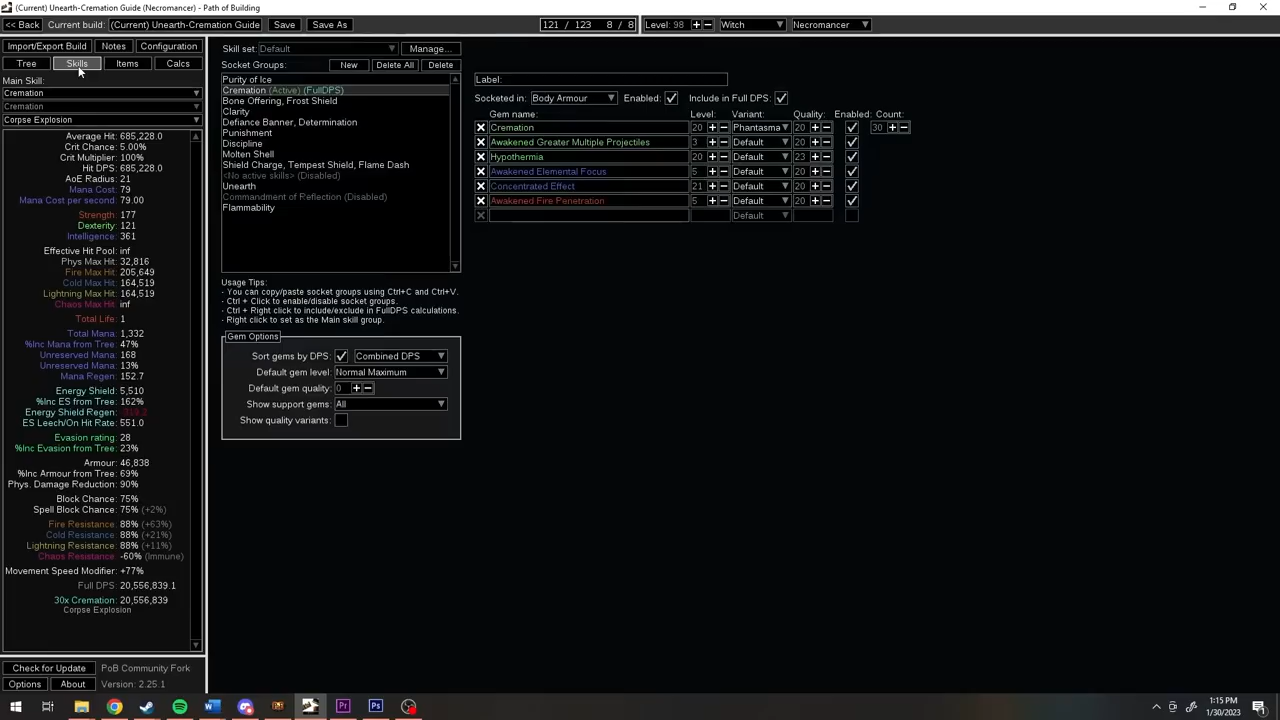 (Current) Unearth-Cremation Guide (Necromancer) - Path of Building
<< Back Current build: (Current) Unearth-Cremation Guide Save Save As 121 / 123 8 / 8 Level: 98 Witch Necromancer
Import/Export Build Notes Configuration
Tree Skills Items Calcs
Main Skill:
Cremation
Cremation
Corpse Explosion
Average Hit: 685,228.0
Crit Chance: 5.00%
Crit Multiplier: 100%
Hit DPS: 685,228.0
AoE Radius: 21
Mana Cost: 79
Mana Cost per second: 79.00
Strength: 177
Dexterity: 121
Intelligence: 361
Effective Hit Pool: inf
Phys Max Hit: 32,816
Fire Max Hit: 205,649
Cold Max Hit: 164,519
Lightning Max Hit: 164,519
Chaos Max Hit: inf
Total Life: 1
Total Mana: 1,332
%Inc Mana from Tree: 47%
Unreserved Mana: 168
Unreserved Mana: 13%
Mana Regen: 152.7
Energy Shield: 5,510
%Inc ES from Tree: 162%
Energy Shield Regen:
ES Leech/On Hit Rate: 551.0
Evasion rating: 28
%Inc Evasion from Tree: 23%
Armour: 46,838
%Inc Armour from Tree: 69%
Phys. Damage Reduction: 90%
Block Chance: 75%
Spell Block Chance: 75% (+2%)
Fire Resistance: 88% (+63%)
Cold Resistance: 88% (+21%)
Lightning Resistance: 88% (+11%)
Chaos Resistance: -60% (Immune)
Movement Speed Modifier: +77%
Full DPS: 20,556,839.1
30x Cremation: 20,556,839
Corpse Explosion
Check for Update PoB Community Fork
Options About Version: 2.25.1
Skill set: Default Manage...
Socket Groups: New Delete All Delete
Purity of Ice
Cremation (Active) (FullDPS)
Bone Offering, Frost Shield
Clarity
Defiance Banner, Determination
Punishment
Discipline
Molten Shell
Shield Charge, Tempest Shield, Flame Dash
<No active skills> (Disabled)
Unearth
Commandment of Reflection (Disabled)
Flammability
Usage Tips:
- You can copy/paste socket groups using Ctrl+C and Ctrl+V.
- Ctrl + Click to enable/disable socket groups.
- Ctrl + Right click to include/exclude in FullDPS calculations.
- Right click to set as the Main skill group.
Gem Options
Sort gems by DPS: Combined DPS
Default gem level: Normal Maximum
Default gem quality: 0
Show support gems: All
Show quality variants:
Label:
Socketed in: Body Armour Enabled: Include in Full DPS:
Gem name: Level: Variant: Quality: Enabled: Count:
Cremation 20 Phantasma 20 30
Awakened Greater Multiple Projectiles 3 Default 20
Hypothermia 20 Default 23
Awakened Elemental Focus 5 Default 20
Concentrated Effect 21 Default 20
Awakened Fire Penetration 5 Default 20
Default
1:15 PM
1/30/2023